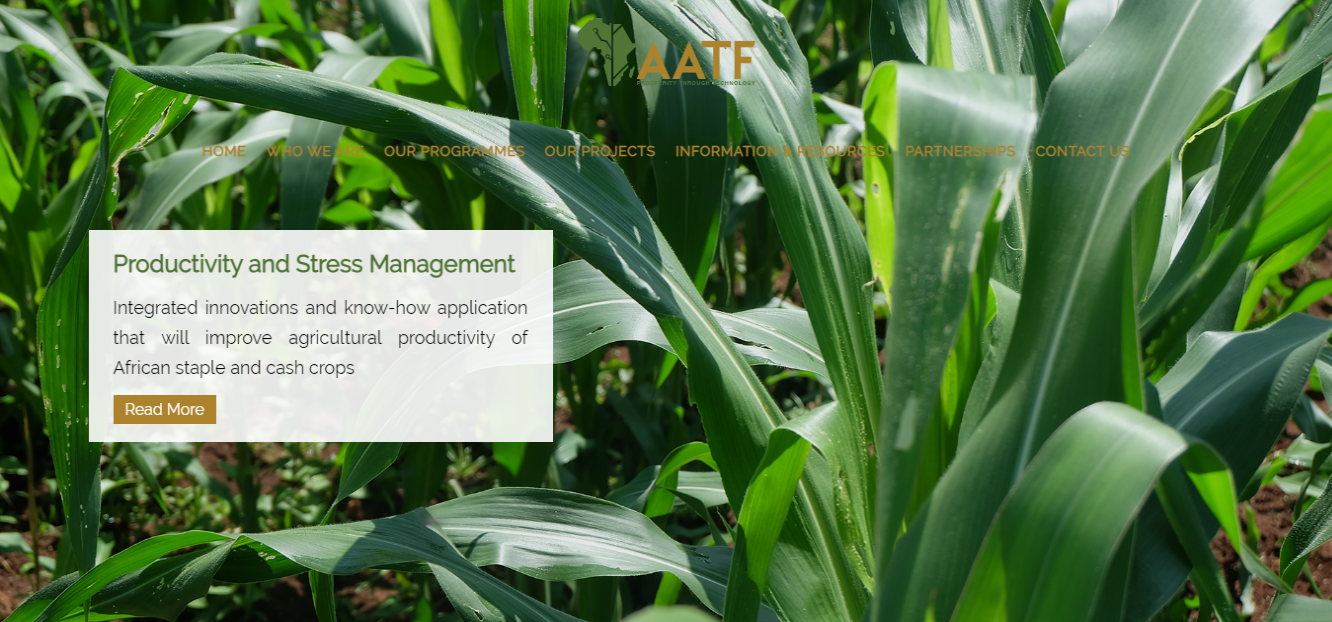 AATF
PROSPERITY THROUGH TECHNOLOGY
HOME WHO WE ARE OUR PROGRAMMES OUR PROJECTS INFORMATION & RESOURCES PARTNERSHIPS CONTACT US
Productivity and Stress Management
Integrated innovations and know-how application
that will improve agricultural productivity of
African staple and cash crops
Read More